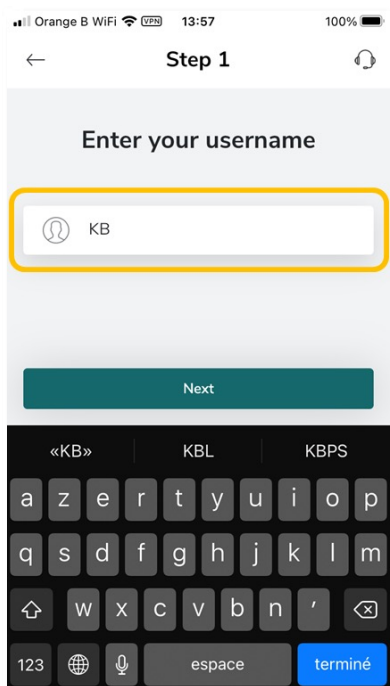 Orange B WiFi VPN 13:57 100%
Step 1
Enter your username
KB
Next
«KB» KBL KBPS
a z e r t y u i o p
q s d f g h j k l m
w x c v b n '
123 espace terminé